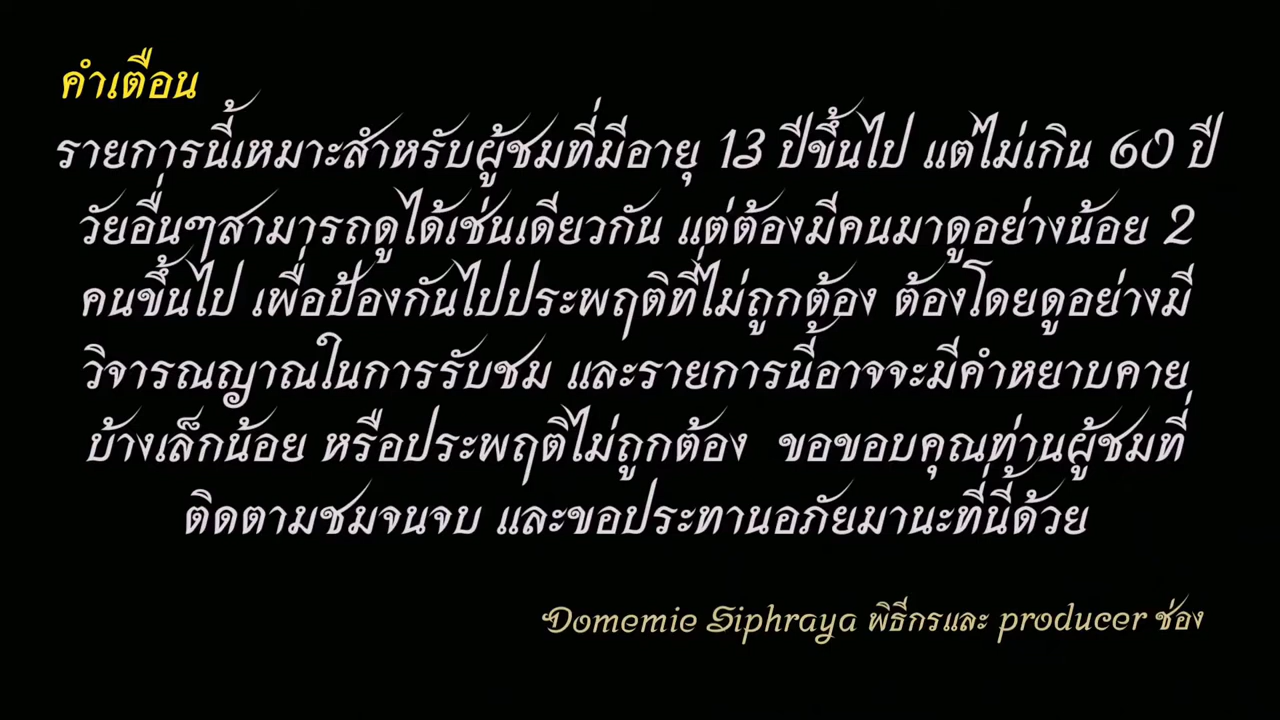 คำเตือน
รายการนี้เหมาะสำหรับผู้ชมที่มีอายุ 13 ปีขึ้นไป แต่ไม่เกิน 60 ปี
วัยอื่นๆสามารถดูได้เช่นเดียวกัน แต่ต้องมีคนมาดูอย่างน้อย 2
คนขึ้นไป เพื่อป้องกันไปประพฤติที่ไม่ถูกต้อง ต้องโดยดูอย่างมี
วิจารณญาณในการรับชม และรายการนี้อาจจะมีคำหยาบคาย
บ้างเล็กน้อย หรือประพฤติไม่ถูกต้อง ขอขอบคุณท่านผู้ชมที่
ติดตามชมจนจบ และขอประทานอภัยมานะที่นี้ด้วย
Domemie Siphraya พิธีกรและ producer ช่อง